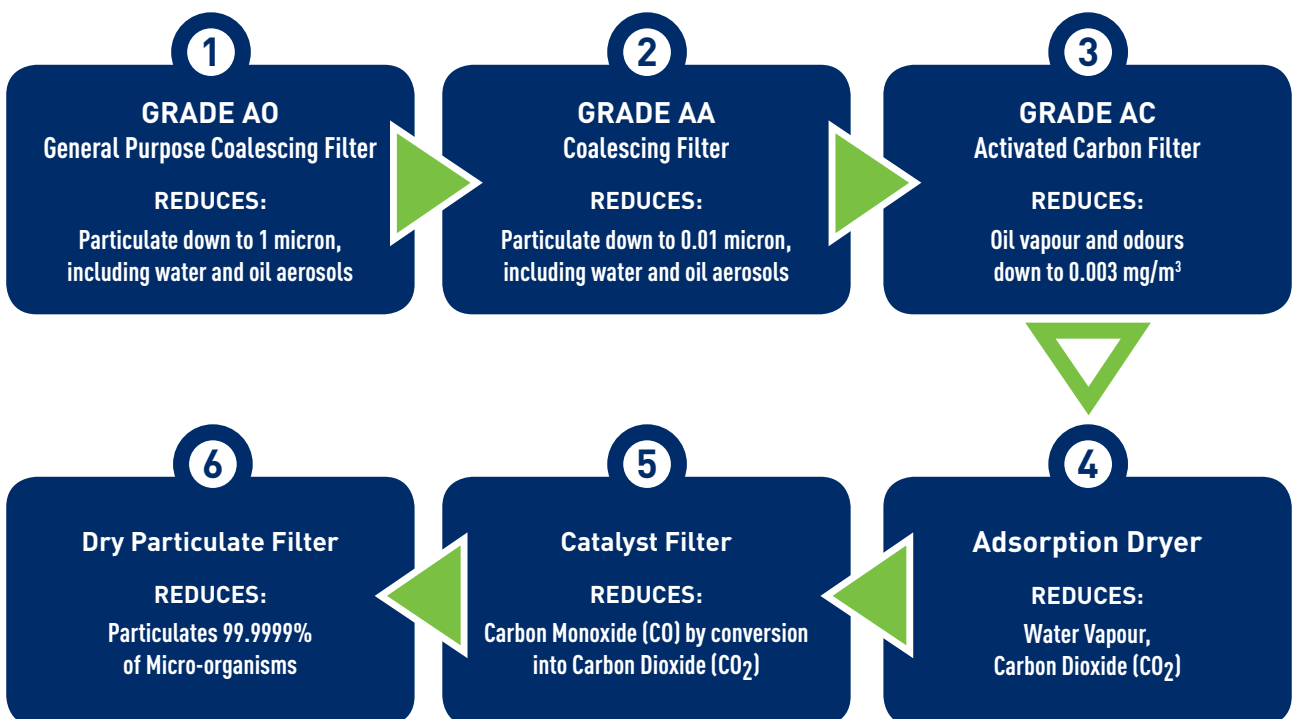 1
GRADE AO
General Purpose Coalescing Filter
REDUCES:
Particulate down to 1 micron,
including water and oil aerosols
2
GRADE AA
Coalescing Filter
REDUCES:
Particulate down to 0.01 micron,
including water and oil aerosols
3
GRADE AC
Activated Carbon Filter
REDUCES:
Oil vapour and odours
down to 0.003 mg/m³
4
Adsorption Dryer
REDUCES:
Water Vapour,
Carbon Dioxide (CO₂)
5
Catalyst Filter
REDUCES:
Carbon Monoxide (CO) by conversion
into Carbon Dioxide (CO₂)
6
Dry Particulate Filter
REDUCES:
Particulates 99.9999%
of Micro-organisms